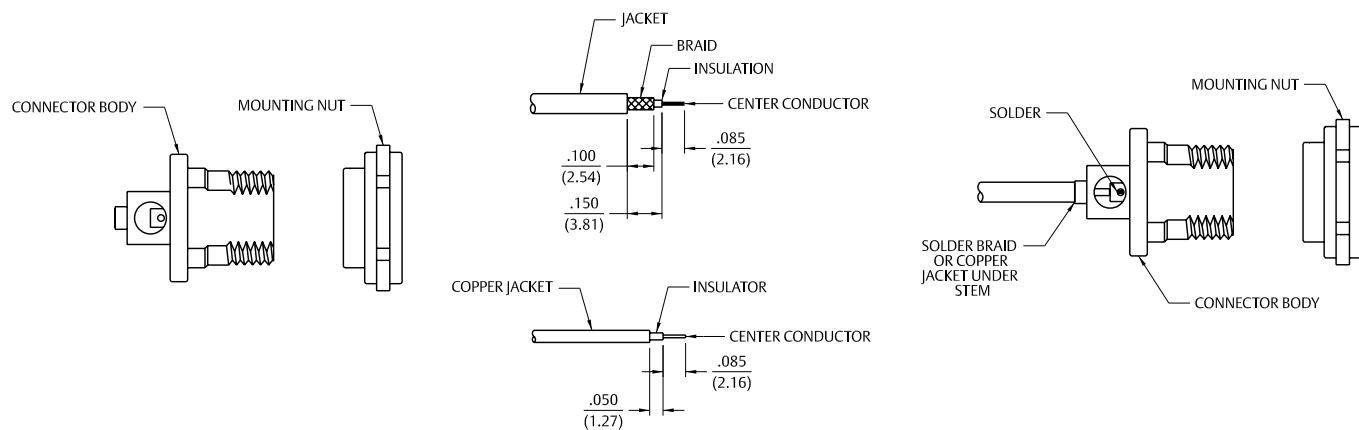 CONNECTOR BODY
MOUNTING NUT
JACKET
BRAID
INSULATION
CENTER CONDUCTOR
.085
(2.16)
.100
(2.54)
.150
(3.81)
COPPER JACKET
INSULATOR
CENTER CONDUCTOR
.085
(2.16)
.050
(1.27)
MOUNTING NUT
SOLDER
SOLDER BRAID
OR COPPER
JACKET UNDER
STEM
CONNECTOR BODY